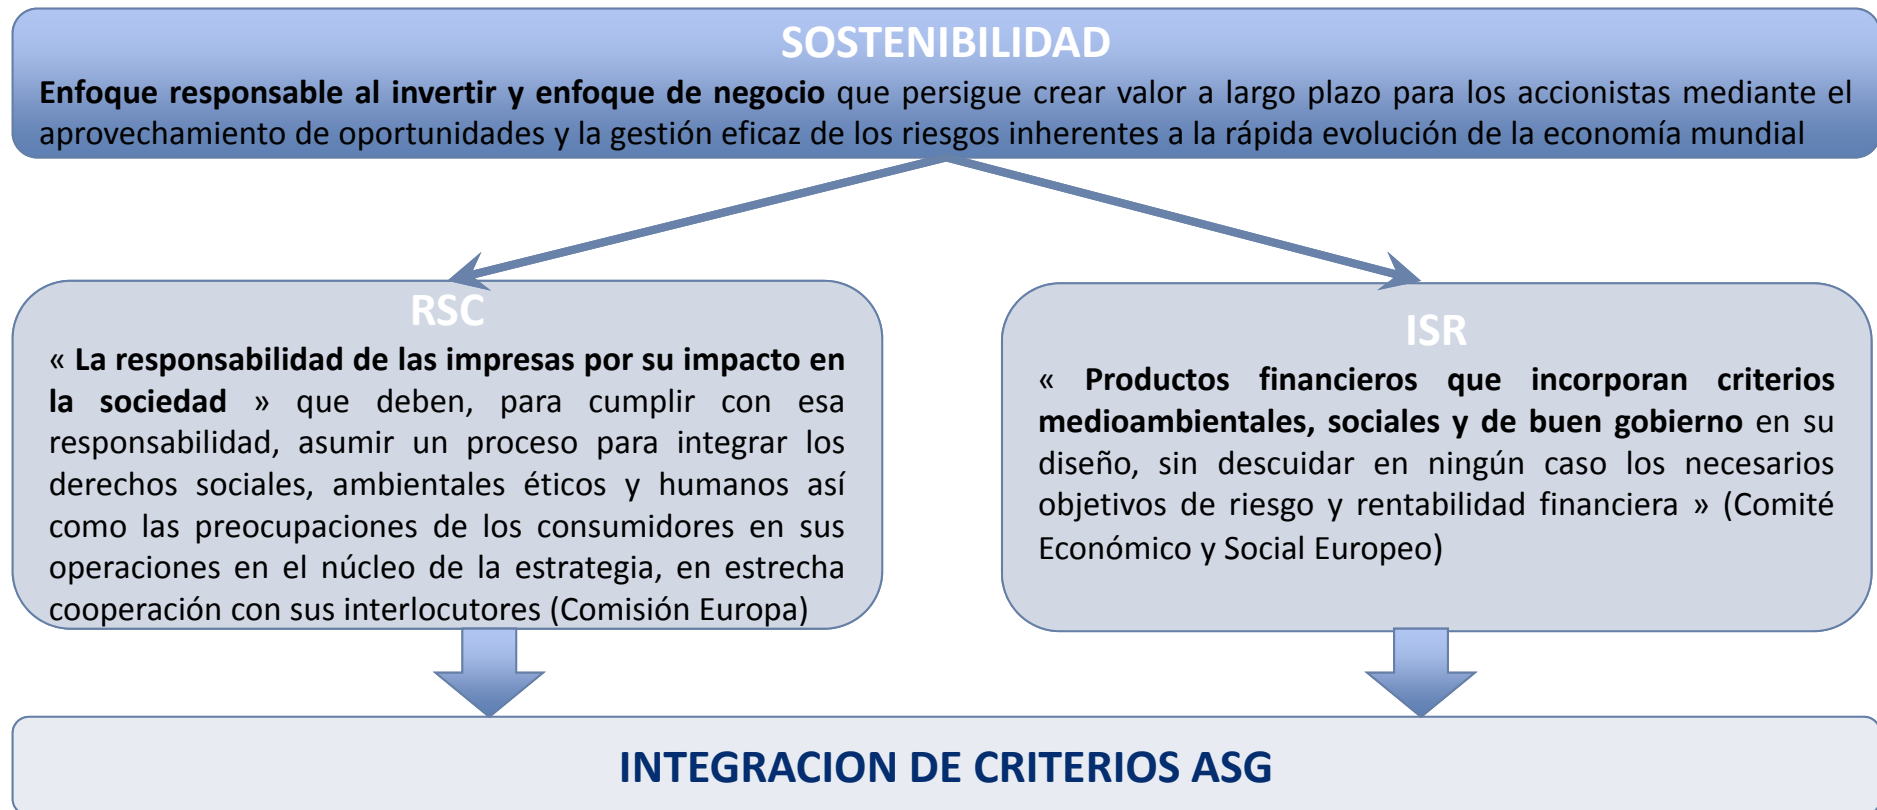 SOSTENIBILIDAD
Enfoque responsable al invertir y enfoque de negocio que persigue crear valor a largo plazo para los accionistas mediante el
aprovechamiento de oportunidades y la gestión eficaz de los riesgos inherentes a la rápida evolución de la economía mundial
RSC
« La responsabilidad de las impresas por su impacto en
la sociedad » que deben, para cumplir con esa
responsabilidad, asumir un proceso para integrar los
derechos sociales, ambientales éticos y humanos así
como las preocupaciones de los consumidores en sus
operaciones en el núcleo de la estrategia, en estrecha
cooperación con sus interlocutores (Comisión Europa)
ISR
« Productos financieros que incorporan criterios
medioambientales, sociales y de buen gobierno en su
diseño, sin descuidar en ningún caso los necesarios
objetivos de riesgo y rentabilidad financiera » (Comité
Económico y Social Europeo)
INTEGRACION DE CRITERIOS ASG